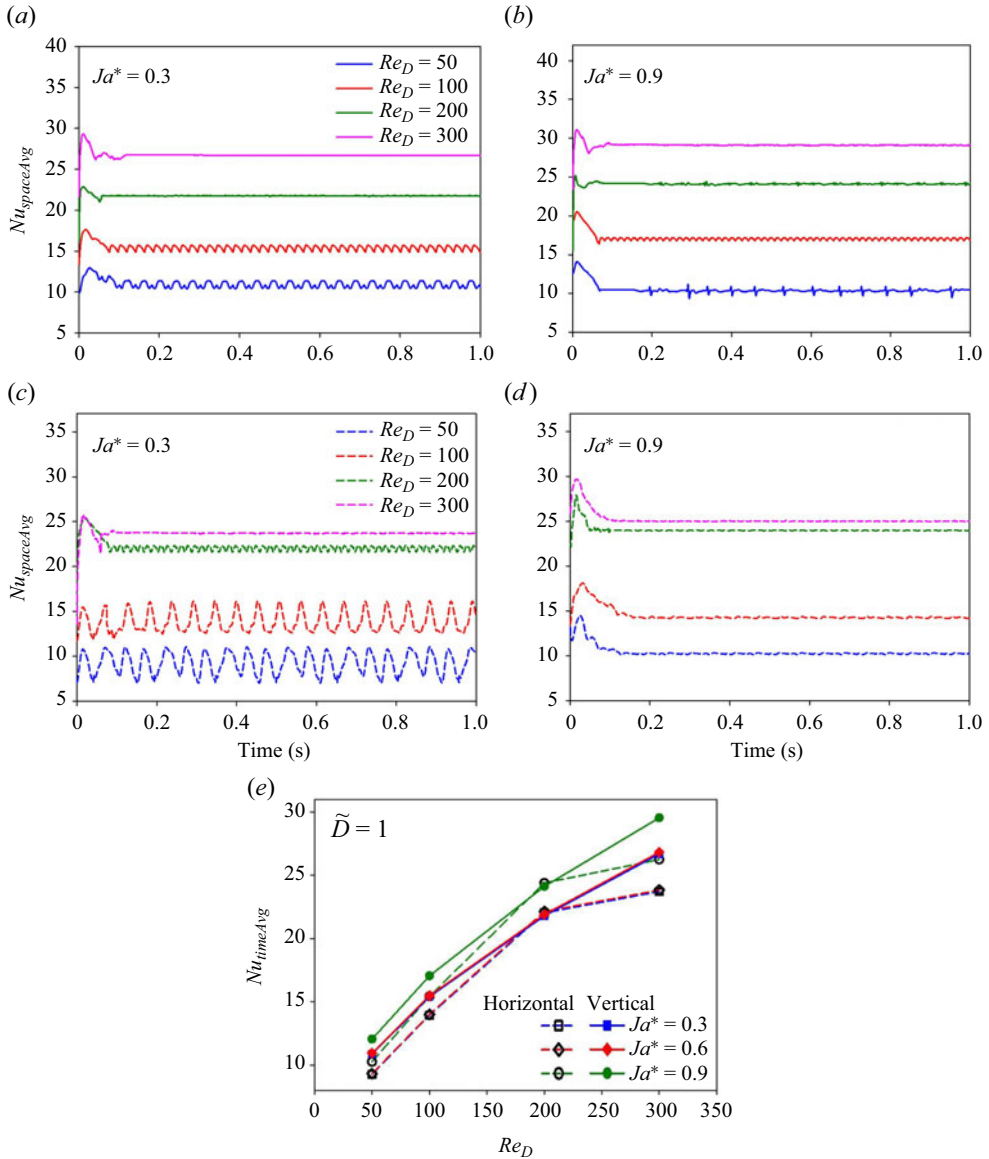 (a)
(b)
40
35
30
25
20
15
10
5
Nu_spaceAvg
Ja* = 0.3
Re_D = 50
Re_D = 100
Re_D = 200
Re_D = 300
0 0.2 0.4 0.6 0.8 1.0
40
35
30
25
20
15
10
5
Ja* = 0.9
0 0.2 0.4 0.6 0.8 1.0
(c)
(d)
35
30
25
20
15
10
5
Nu_spaceAvg
Ja* = 0.3
Re_D = 50
Re_D = 100
Re_D = 200
Re_D = 300
0 0.2 0.4 0.6 0.8 1.0
Time (s)
35
30
25
20
15
10
5
Ja* = 0.9
0 0.2 0.4 0.6 0.8 1.0
Time (s)
(e)
30
25
20
15
10
Nu_timeAvg
D̃ = 1
Horizontal Vertical
Ja* = 0.3
Ja* = 0.6
Ja* = 0.9
0 50 100 150 200 250 300 350
Re_D